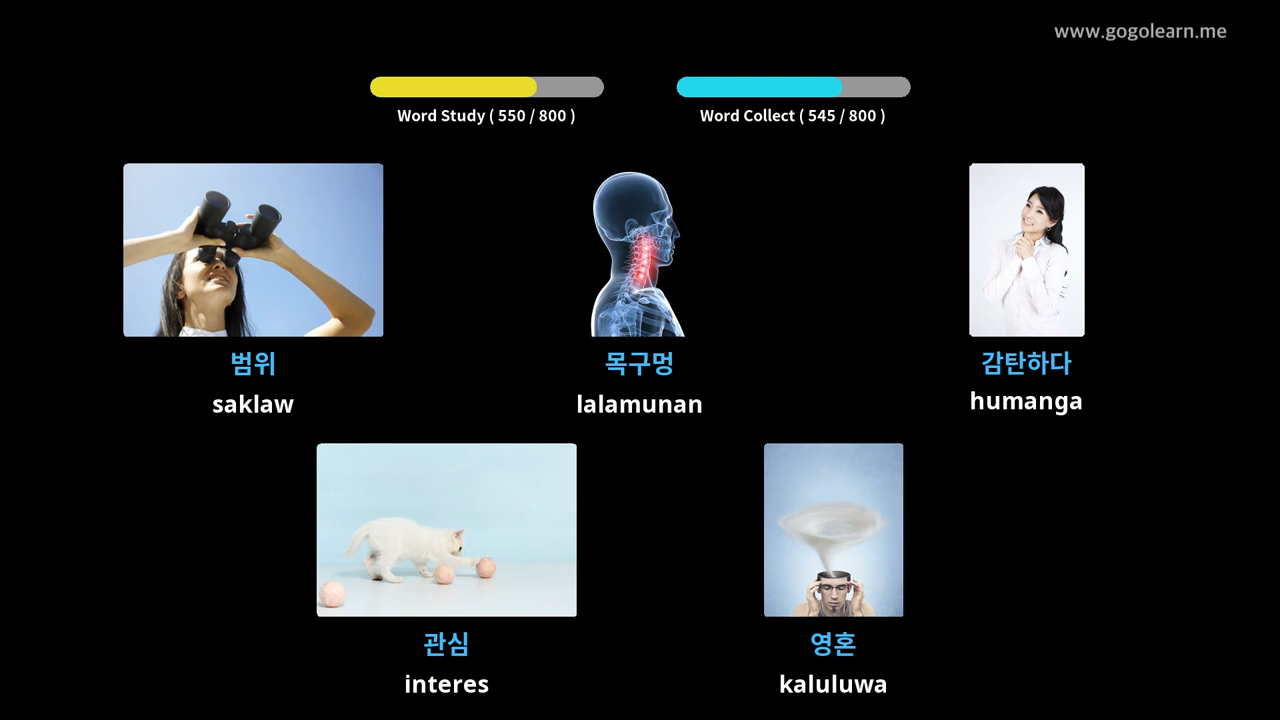 www.gogolearn.me
Word Study ( 550 / 800 )
Word Collect ( 545 / 800 )
범위
목구멍
감탄하다
saklaw
lalamunan
humanga
관심
영혼
interes
kaluluwa